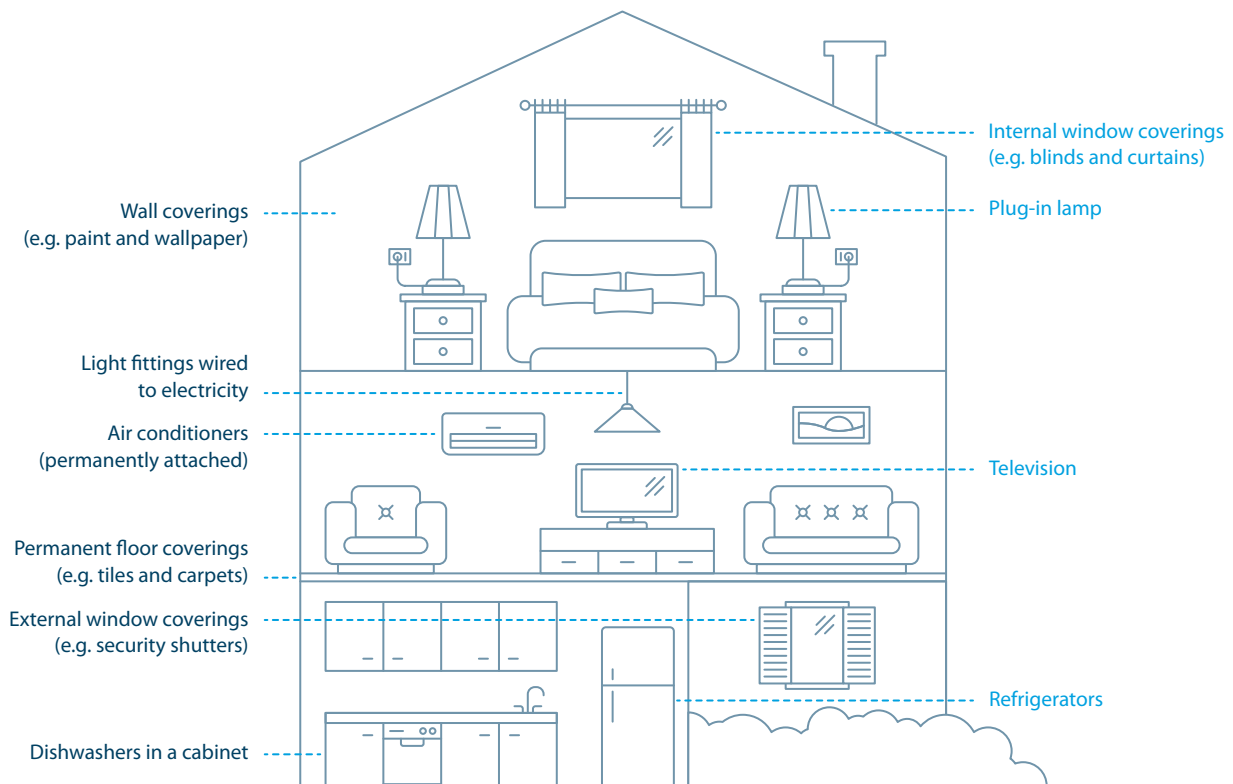 Wall coverings
(e.g. paint and wallpaper)
Light fittings wired
to electricity
Air conditioners
(permanently attached)
Permanent floor coverings
(e.g. tiles and carpets)
External window coverings
(e.g. security shutters)
Dishwashers in a cabinet
Internal window coverings
(e.g. blinds and curtains)
Plug-in lamp
Television
Refrigerators